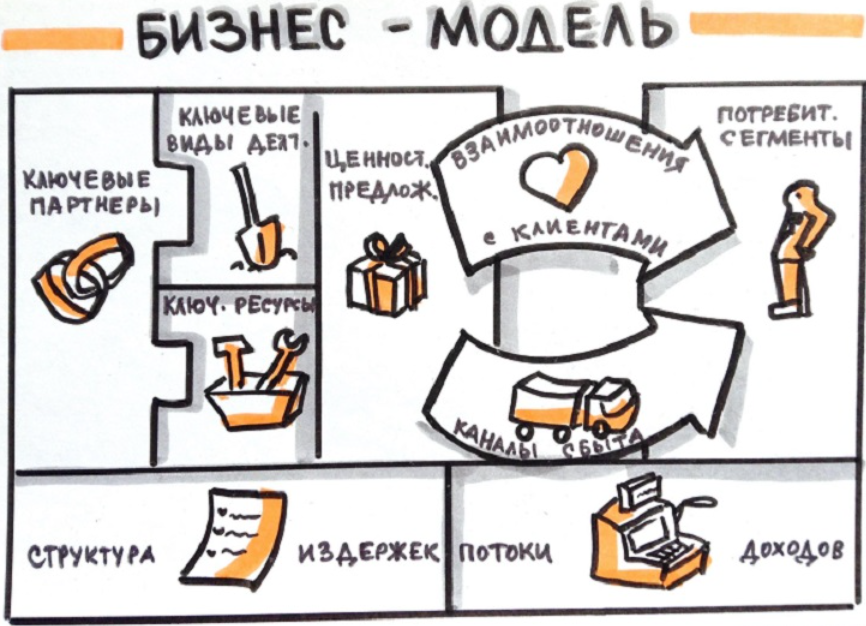 БИЗНЕС - МОДЕЛЬ
КЛЮЧЕВЫЕ
ПАРТНЕРЫ
КЛЮЧЕВЫЕ
ВИДЫ ДЕЯТ.
КЛЮЧ. РЕСУРСЫ
ЦЕННОСТ.
ПРЕДЛОЖ.
ВЗАИМООТНОШЕНИЯ
с КЛИЕНТАМИ
КАНАЛЫ СБЫТА
ПОТРЕБИТ.
СЕГМЕНТЫ
СТРУКТУРА ИЗДЕРЖЕК
ПОТОКИ ДОХОДОВ